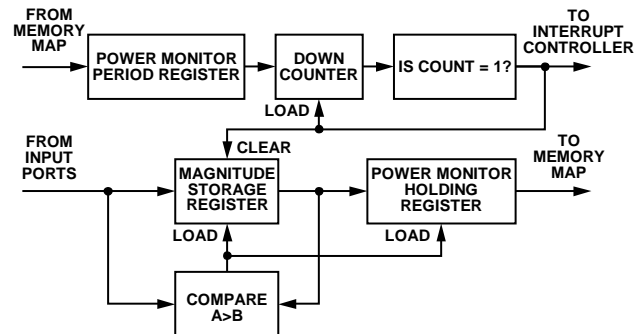 FROM
MEMORY
MAP
POWER MONITOR
PERIOD REGISTER
DOWN
COUNTER
IS COUNT = 1?
TO
INTERRUPT
CONTROLLER
LOAD
FROM
INPUT
PORTS
CLEAR
MAGNITUDE
STORAGE
REGISTER
POWER MONITOR
HOLDING
REGISTER
TO
MEMORY
MAP
LOAD
LOAD
COMPARE
A>B